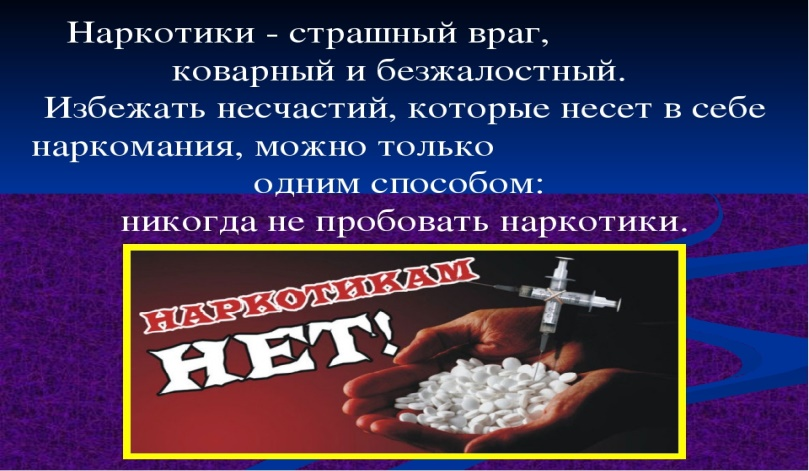 Наркотики - страшный враг,
коварный и безжалостный.
Избежать несчастий, которые несет в себе
наркомания, можно только
одним способом:
никогда не пробовать наркотики.
НАРКОТИКАМ
НЕТ!